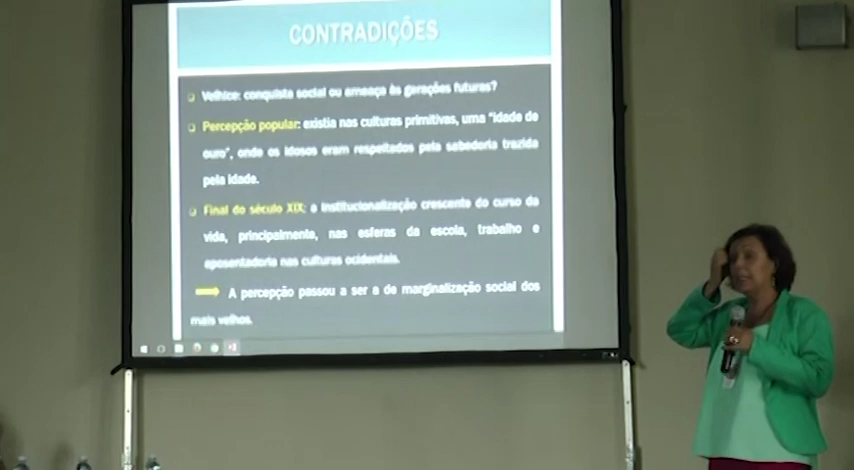 CONTRADIÇÕES
Velhice: conquista social ou ameaça às gerações futuras?
Percepção popular: existia nas culturas primitivas, uma "idade de
ouro", onde os idosos eram respeitados pela sabedoria trazida
pela idade.
Final do século XIX: a institucionalização crescente do curso da
vida, principalmente, nas esferas da escola, trabalho e
aposentadoria nas culturas ocidentais.
A percepção passou a ser a de marginalização social dos
mais velhos.